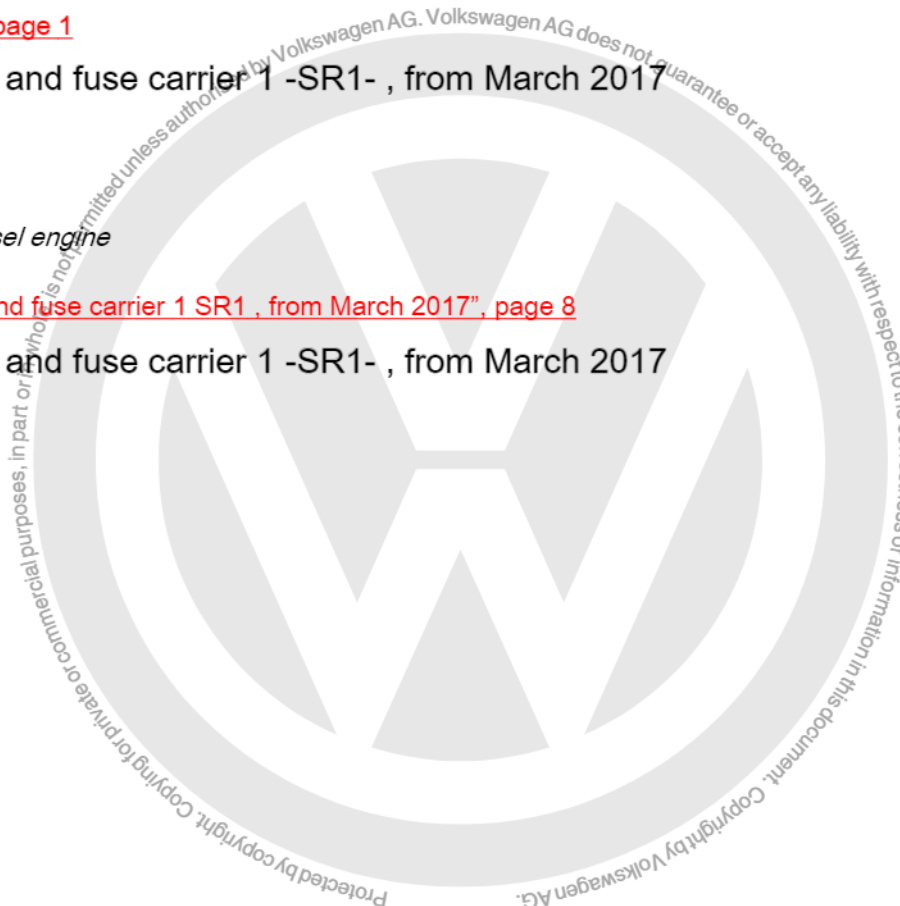 page 1
and fuse carrier 1 -SR1- , from March 2017
engine
fuse carrier 1 SR1 , from March 2017”, page 8
and fuse carrier 1 -SR1- , from March 2017
Protected by copyright. Copying for private or commercial purposes, in part or in whole, is not permitted unless authorised by Volkswagen AG. Volkswagen AG does not guarantee or accept any liability with respect to the correctness of information in this document. Copyright by Volkswagen AG.